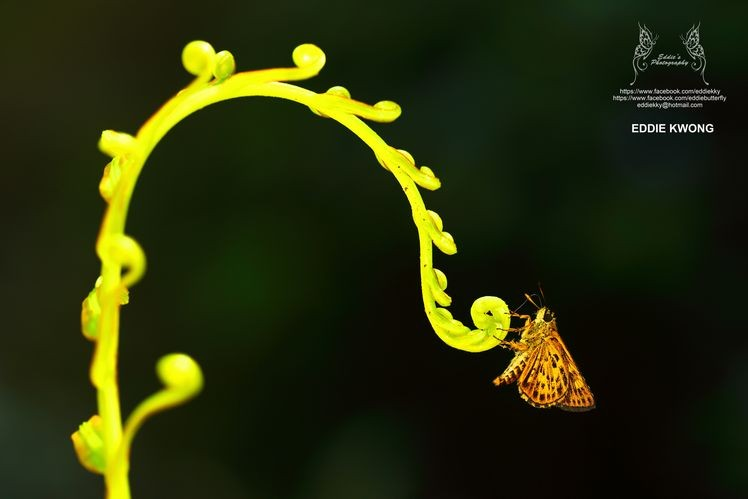 Eddie's
Photography
https://www.facebook.com/eddiekky
https://www.facebook.com/eddiebutterfly
eddiekky@hotmail.com
EDDIE KWONG